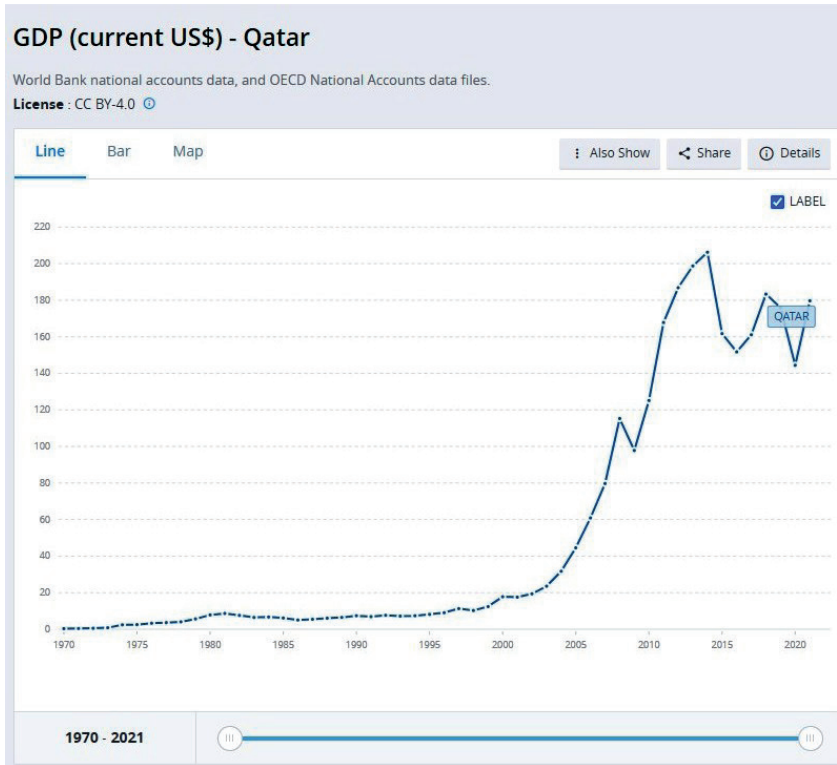 GDP (current US$) - Qatar
World Bank national accounts data, and OECD National Accounts data files.
License : CC BY-4.0
Line Bar Map Also Show Share Details
LABEL
220
200
180
QATAR
160
140
120
100
80
60
40
20
0
1970 1975 1980 1985 1990 1995 2000 2005 2010 2015 2020
1970 - 2021